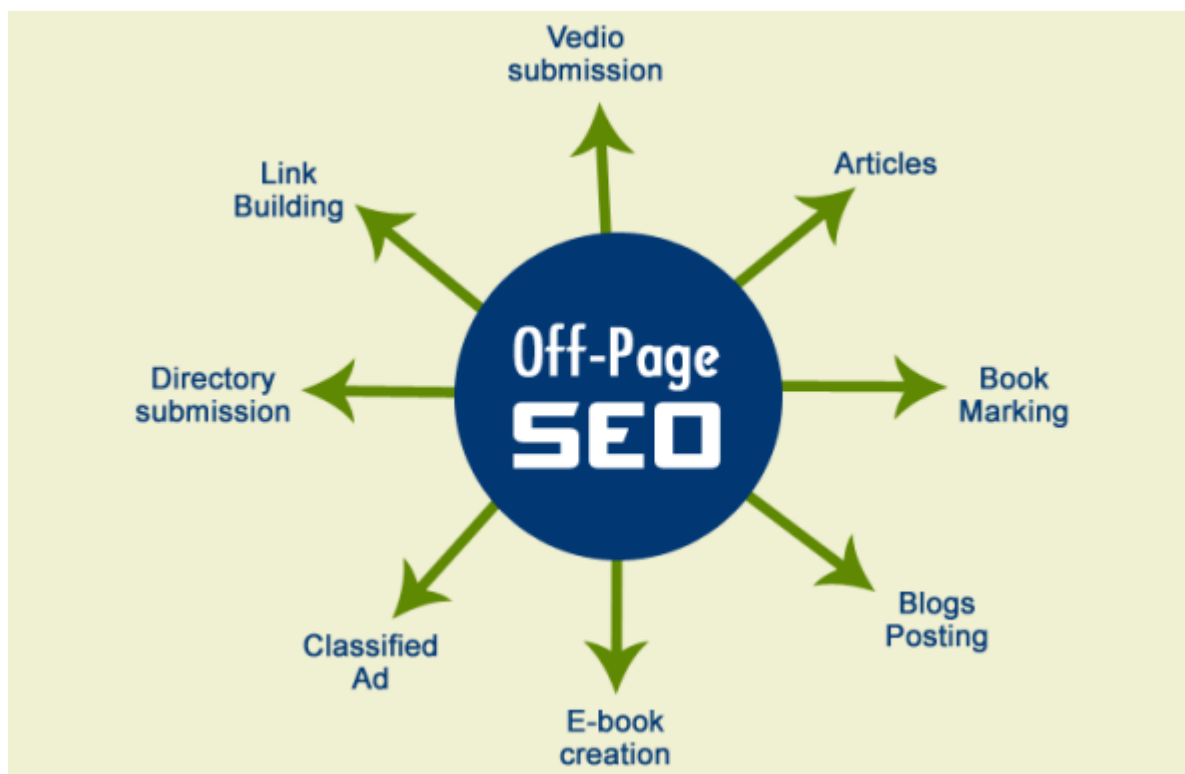 Vedio
submission
Articles
Link
Building
Off-Page
SEO
Directory
submission
Book
Marking
Blogs
Posting
Classified
Ad
E-book
creation